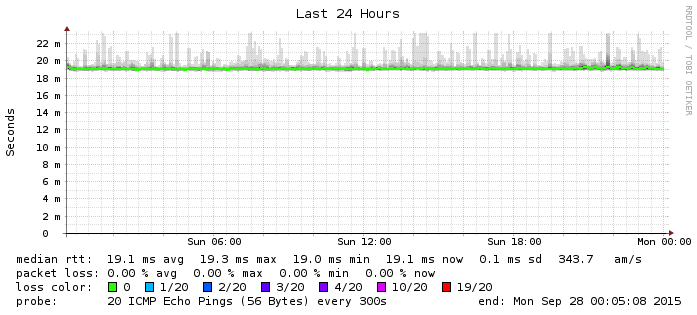 Last 24 Hours
RRDTOOL / TOBI OETIKER
Seconds
22 m
20 m
18 m
16 m
14 m
12 m
10 m
8 m
6 m
4 m
2 m
0
Sun 06:00 Sun 12:00 Sun 18:00 Mon 00:00
median rtt: 19.1 ms avg 19.3 ms max 19.0 ms min 19.1 ms now 0.1 ms sd 343.7 am/s
packet loss: 0.00 % avg 0.00 % max 0.00 % min 0.00 % now
loss color: 0 1/20 2/20 3/20 4/20 10/20 19/20
probe: 20 ICMP Echo Pings (56 Bytes) every 300s end: Mon Sep 28 00:05:08 2015